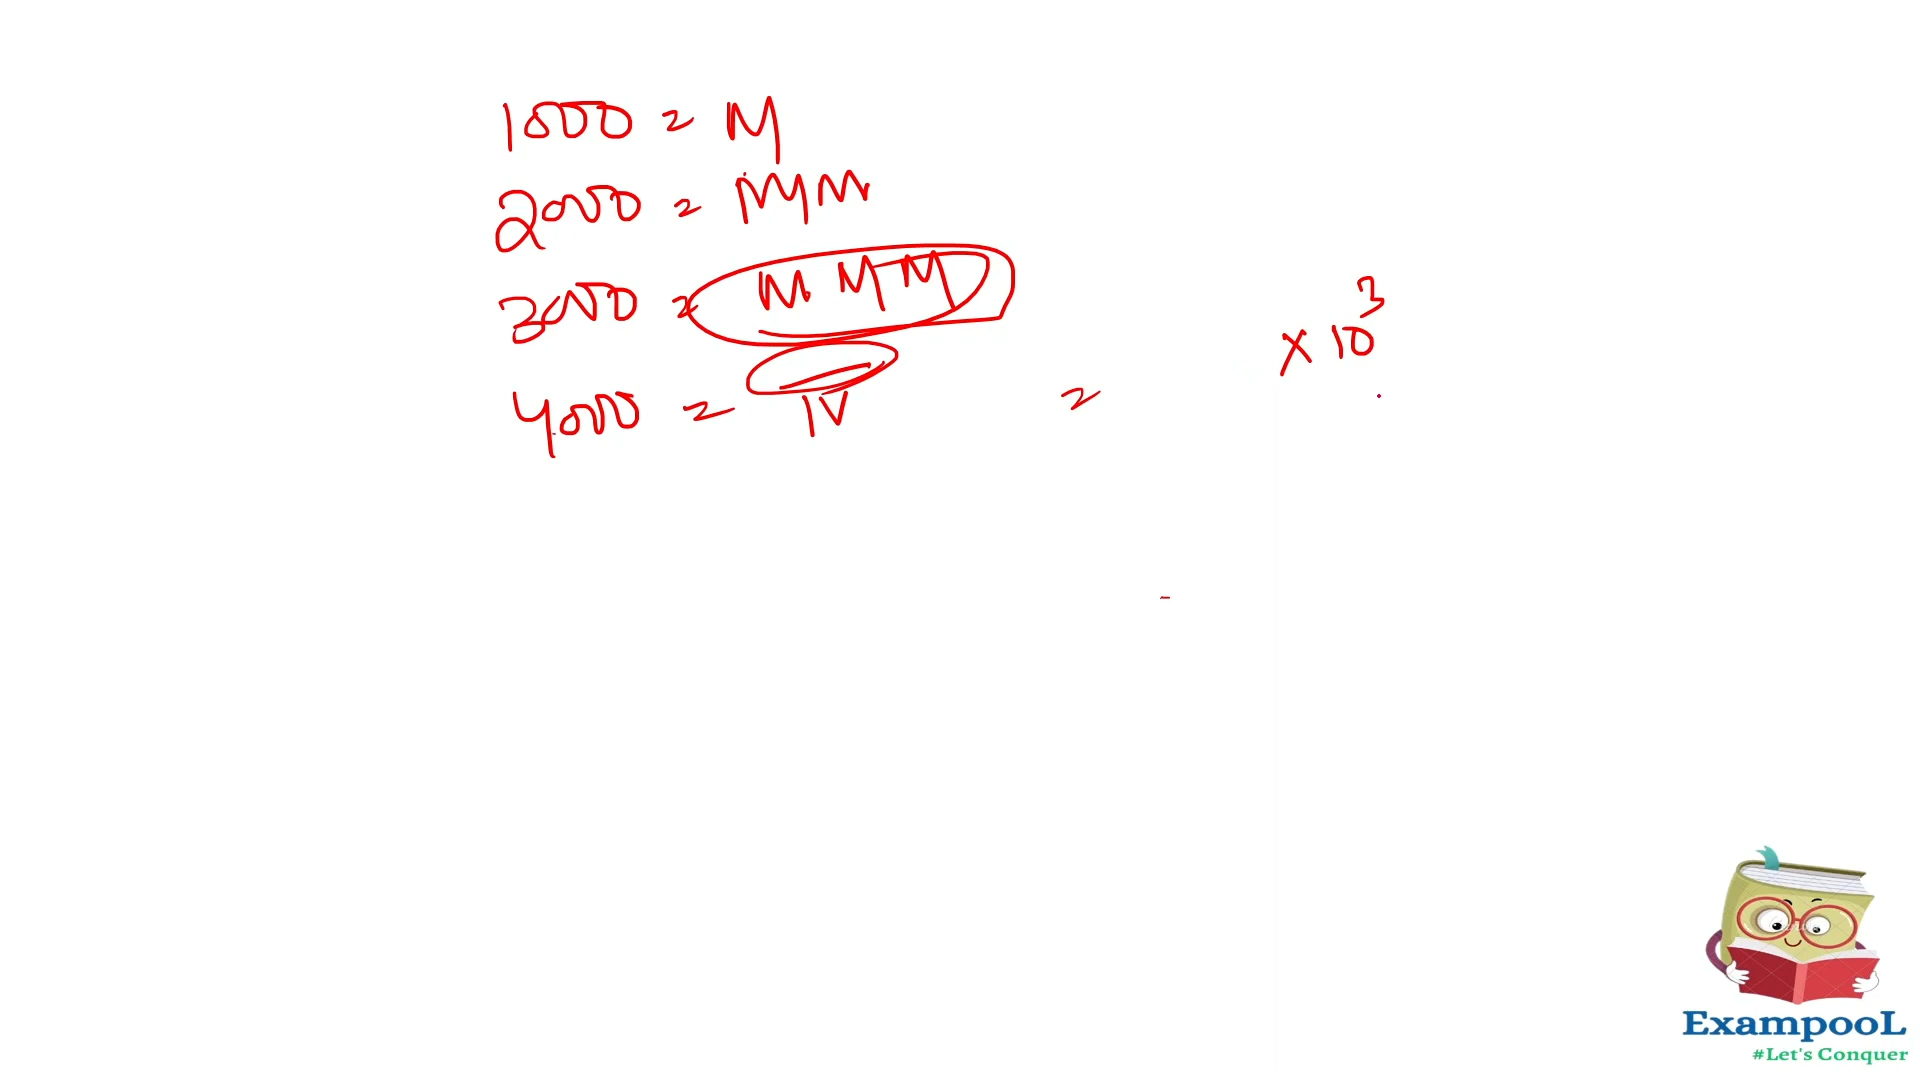 1000 = M
2000 = MM
3000 = MMM
× 10³
4000 = IV =
ExampooL
#Let's Conquer